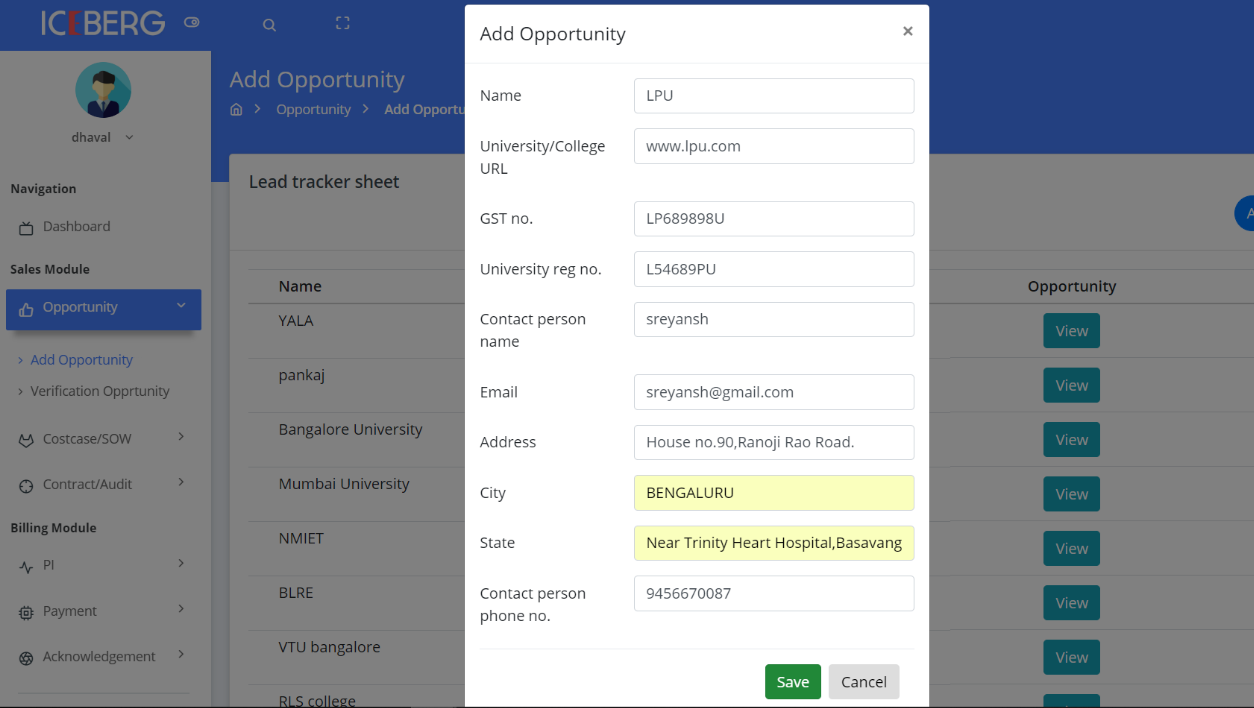 ICEBERG
dhaval
Navigation
Dashboard
Sales Module
Opportunity
Add Opportunity
Verification Opprtunity
Costcase/SOW
Contract/Audit
Billing Module
PI
Payment
Acknowledgement
Add Opportunity
Opportunity
Add Opportu
Lead tracker sheet
Name
Opportunity
YALA
View
pankaj
View
Bangalore University
View
Mumbai University
View
NMIET
View
BLRE
View
VTU bangalore
View
RLS college
A
Add Opportunity
×
Name
LPU
University/College
URL
www.lpu.com
GST no.
LP689898U
University reg no.
L54689PU
Contact person
name
sreyansh
Email
sreyansh@gmail.com
Address
House no.90,Ranoji Rao Road.
City
BENGALURU
State
Near Trinity Heart Hospital,Basavang
Contact person
phone no.
9456670087
Save
Cancel